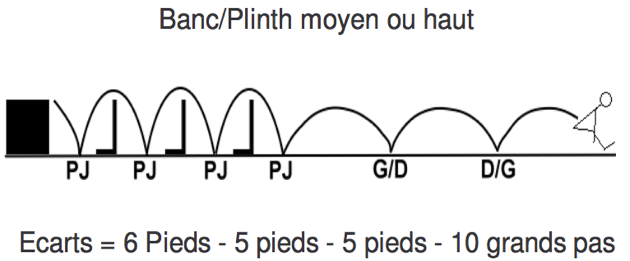 Banc/Plinth moyen ou haut
PJ PJ PJ PJ G/D D/G
Ecarts = 6 Pieds - 5 pieds - 5 pieds - 10 grands pas